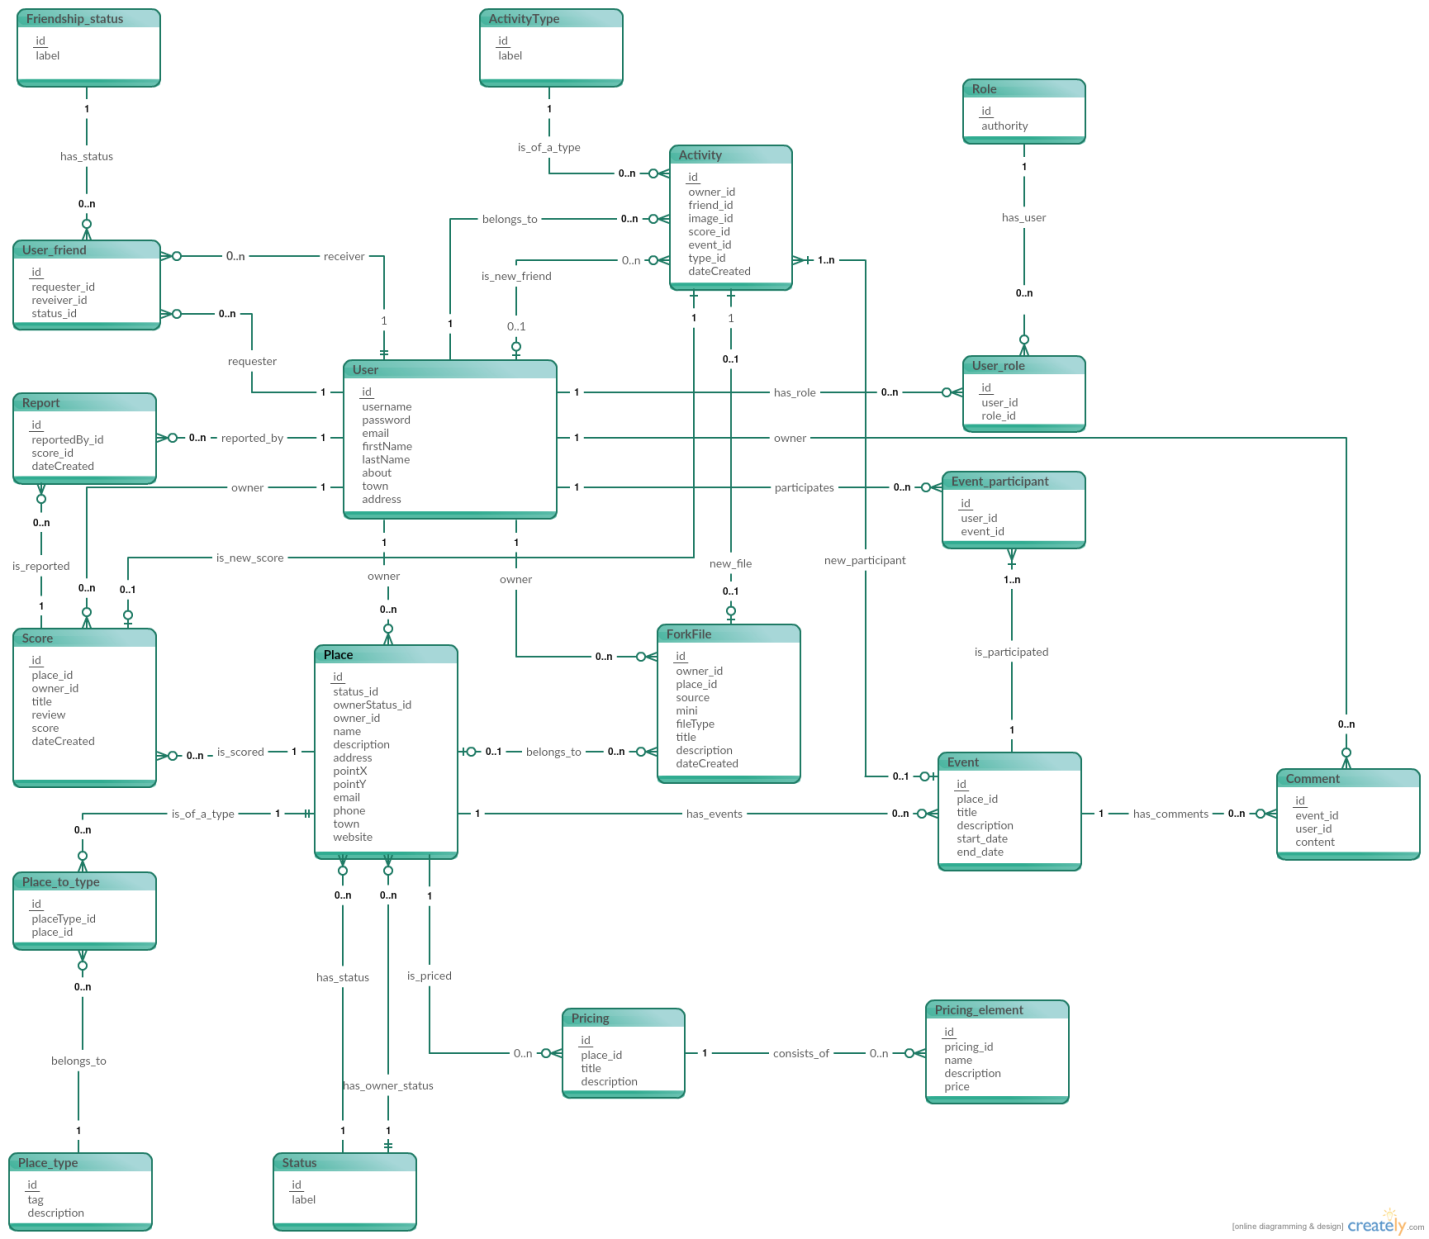 Friendship_status
id
label
ActivityType
id
label
Role
id
authority
1
has_status
0..n
1
is_of_a_type
0..n
Activity
id
owner_id
friend_id
image_id
score_id
event_id
type_id
dateCreated
1
has_user
0..n
belongs_to
0..n
1
is_new_friend
0..n
0..1
1..n
User_friend
id
requester_id
reveiver_id
status_id
0..n
receiver
1
0..n
requester
1
1
1
0..1
User
id
username
password
email
firstName
lastName
about
town
address
User_role
id
user_id
role_id
1
has_role
0..n
Report
id
reportedBy_id
score_id
dateCreated
0..n
reported_by
1
1
owner
owner
1
1
participates
0..n
Event_participant
id
user_id
event_id
0..n
is_reported
1
0..n
is_new_score
0..1
1
owner
0..n
1
owner
0..n
new_file
0..1
new_participant
0..1
1..n
is_participated
1
0..n
Score
id
place_id
owner_id
title
review
score
dateCreated
Place
id
status_id
ownerStatus_id
owner_id
name
description
address
pointX
pointY
email
phone
town
website
ForkFile
id
owner_id
place_id
source
mini
fileType
title
description
dateCreated
0..n
is_scored
1
0..1
belongs_to
0..n
Event
id
place_id
title
description
start_date
end_date
Comment
id
event_id
user_id
content
is_of_a_type
1
0..n
1
has_events
0..n
1
has_comments
0..n
Place_to_type
id
placeType_id
place_id
0..n
belongs_to
1
0..n
has_status
1
0..n
has_owner_status
1
1
is_priced
0..n
Pricing
id
place_id
title
description
1
consists_of
0..n
Pricing_element
id
pricing_id
name
description
price
Place_type
id
tag
description
Status
id
label
[online diagramming & design] creately.com